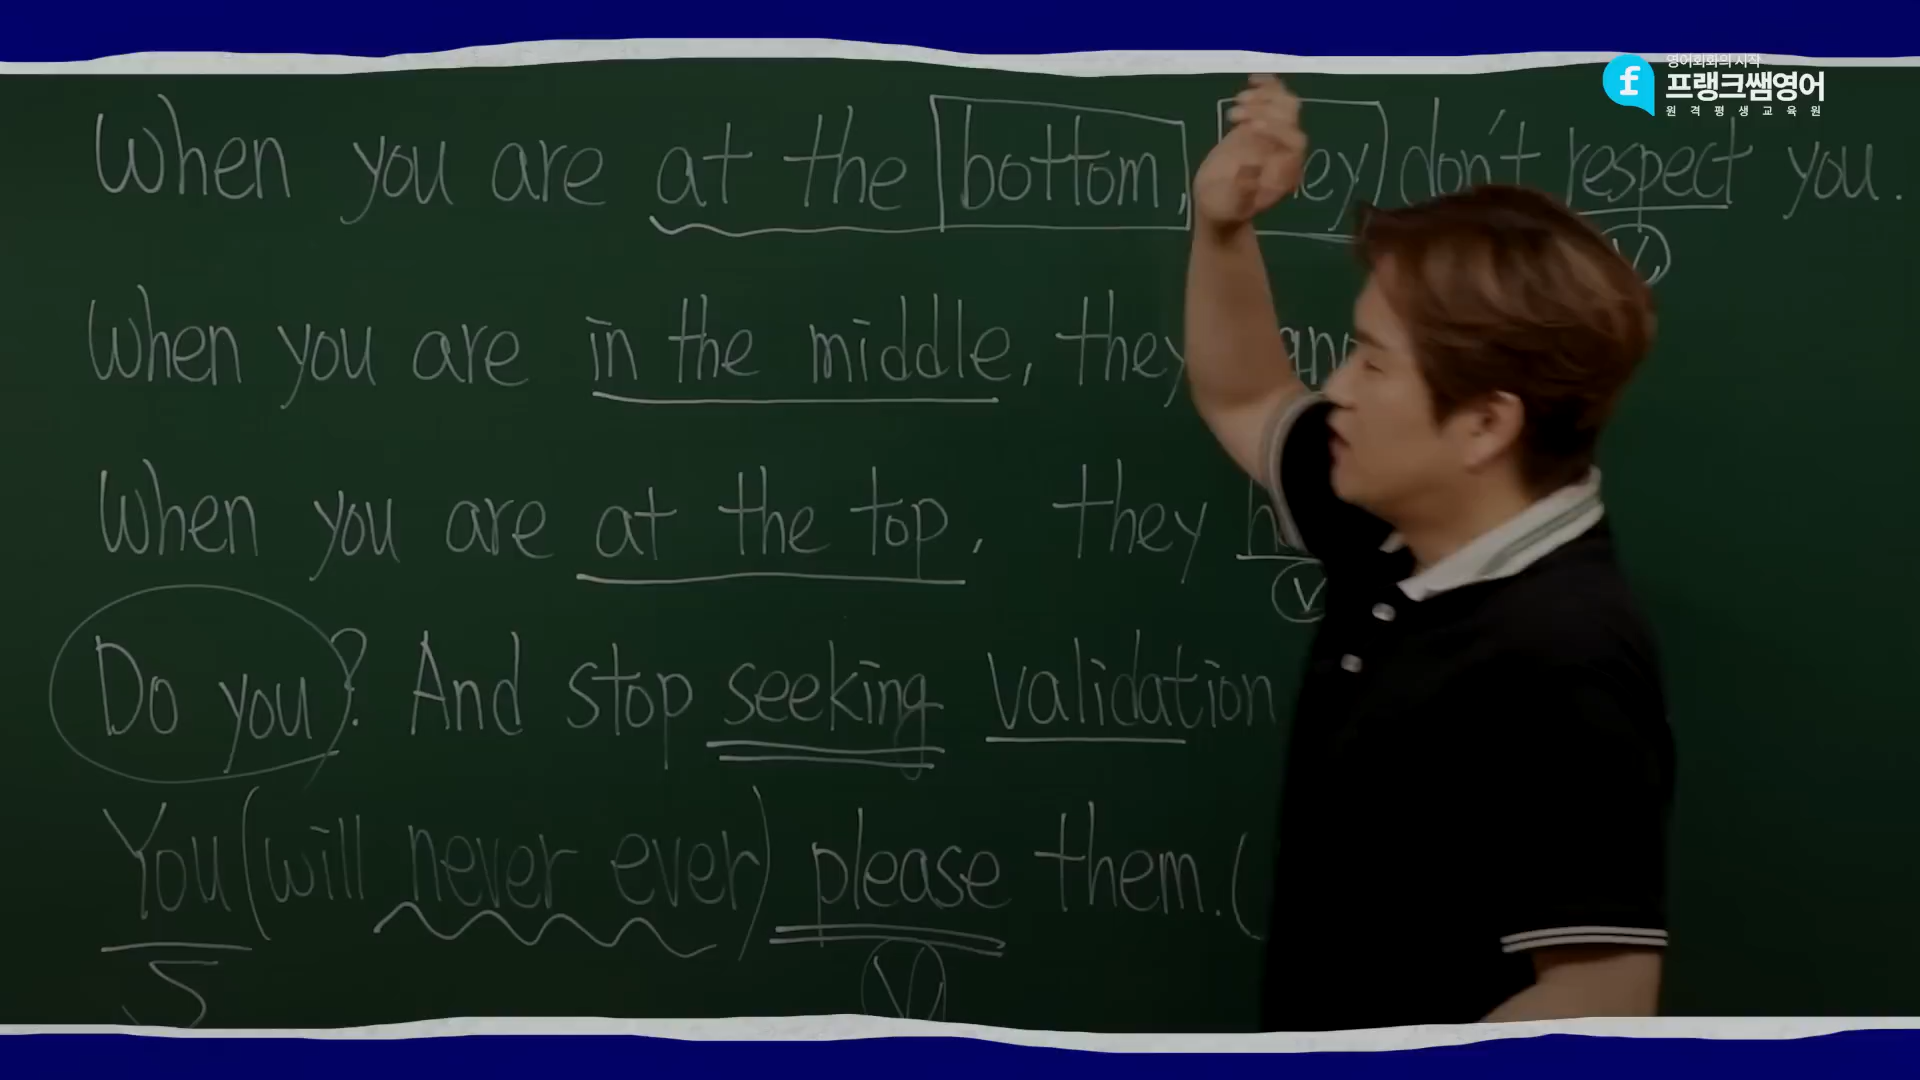 영어회화의 시작
프랭크쌤영어
원격평생교육원
When you are at the bottom, they don't respect you.
V
When you are in the middle, they
When you are at the top, they
V
Do you? And stop seeking validation
You (will never ever) please them. (
S V